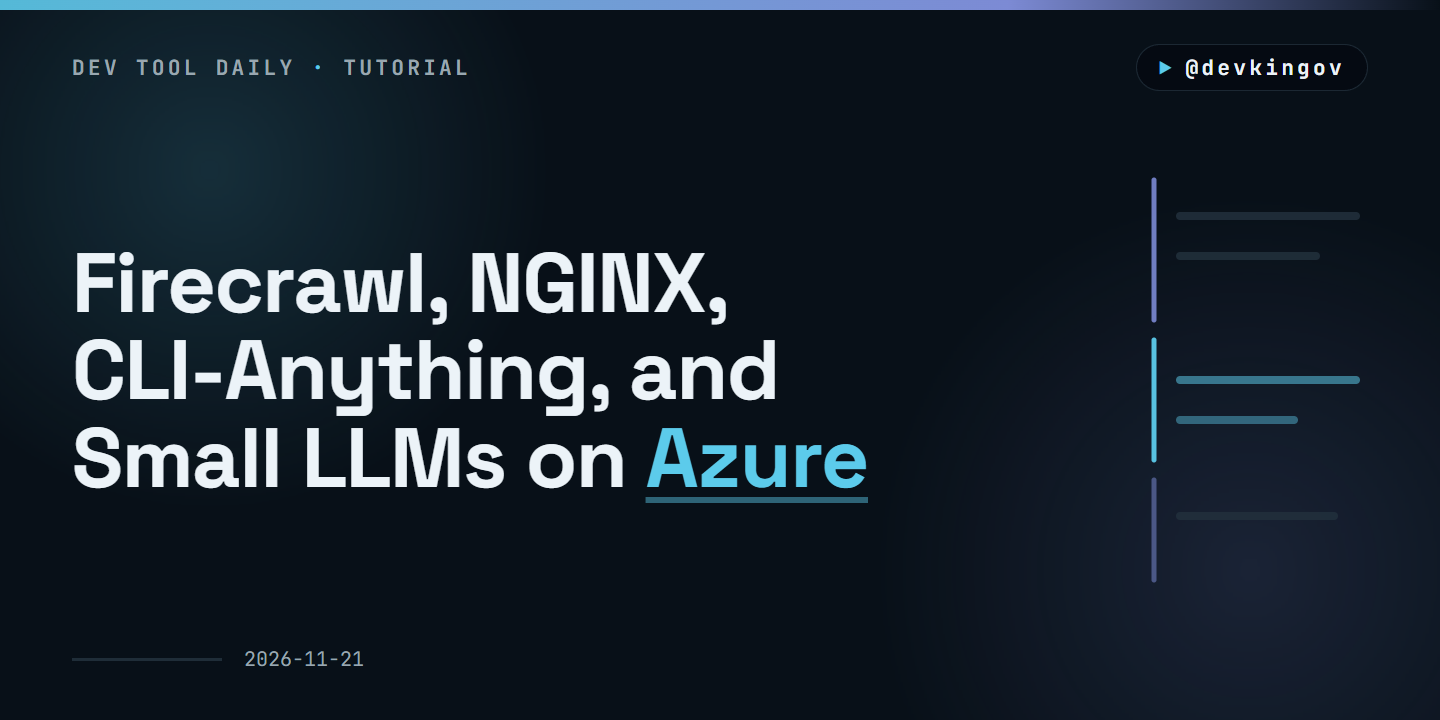 DEV TOOL DAILY · TUTORIAL
@devkingov
Firecrawl, NGINX,
CLI-Anything, and
Small LLMs on Azure
2026-11-21